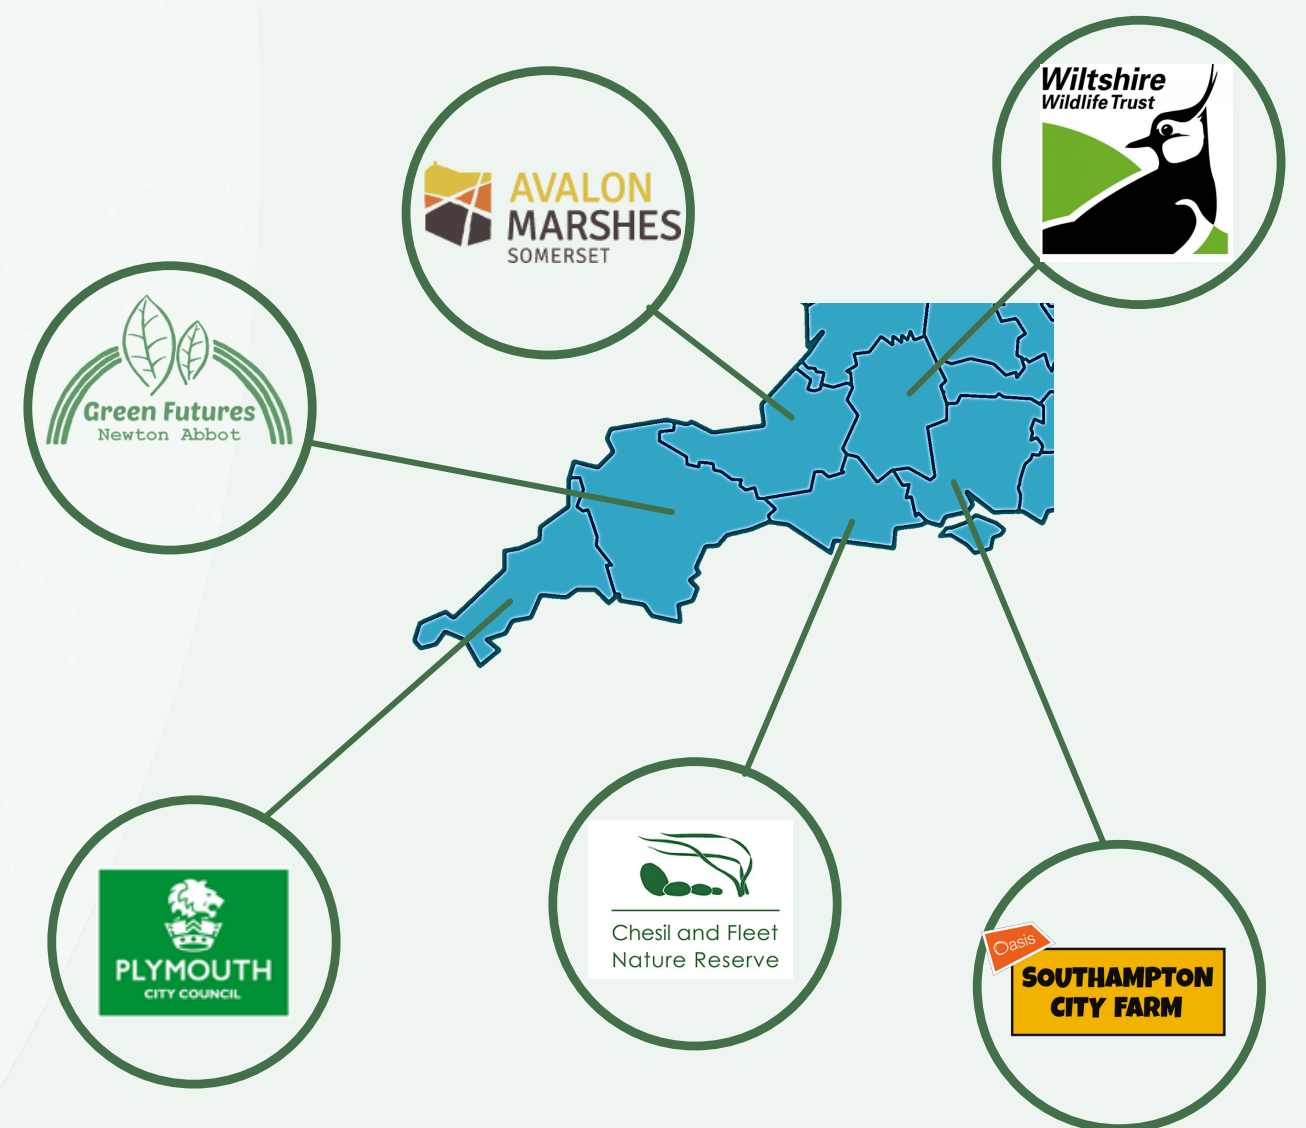 Wiltshire
Wildlife Trust
AVALON
MARSHES
SOMERSET
Green Futures
Newton Abbot
PLYMOUTH
CITY COUNCIL
Chesil and Fleet
Nature Reserve
Oasis
SOUTHAMPTON
CITY FARM